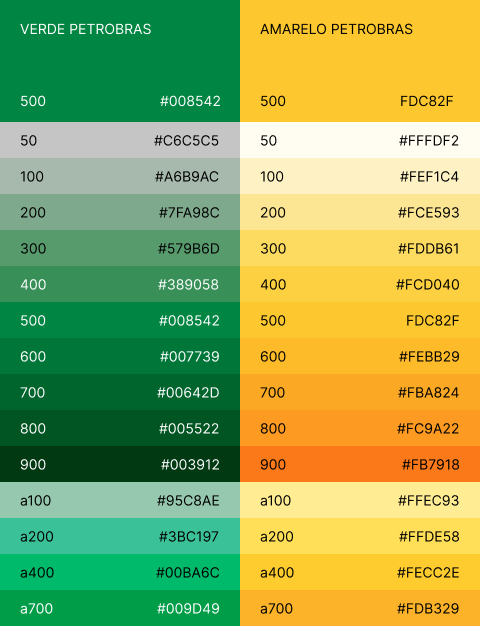 VERDE PETROBRAS
500 #008542
50 #C6C5C5
100 #A6B9AC
200 #7FA98C
300 #579B6D
400 #389058
500 #008542
600 #007739
700 #00642D
800 #005522
900 #003912
a100 #95C8AE
a200 #3BC197
a400 #00BA6C
a700 #009D49
AMARELO PETROBRAS
500 FDC82F
50 #FFFDF2
100 #FEF1C4
200 #FCE593
300 #FDDB61
400 #FCD040
500 FDC82F
600 #FEBB29
700 #FBA824
800 #FC9A22
900 #FB7918
a100 #FFEC93
a200 #FFDE58
a400 #FECC2E
a700 #FDB329